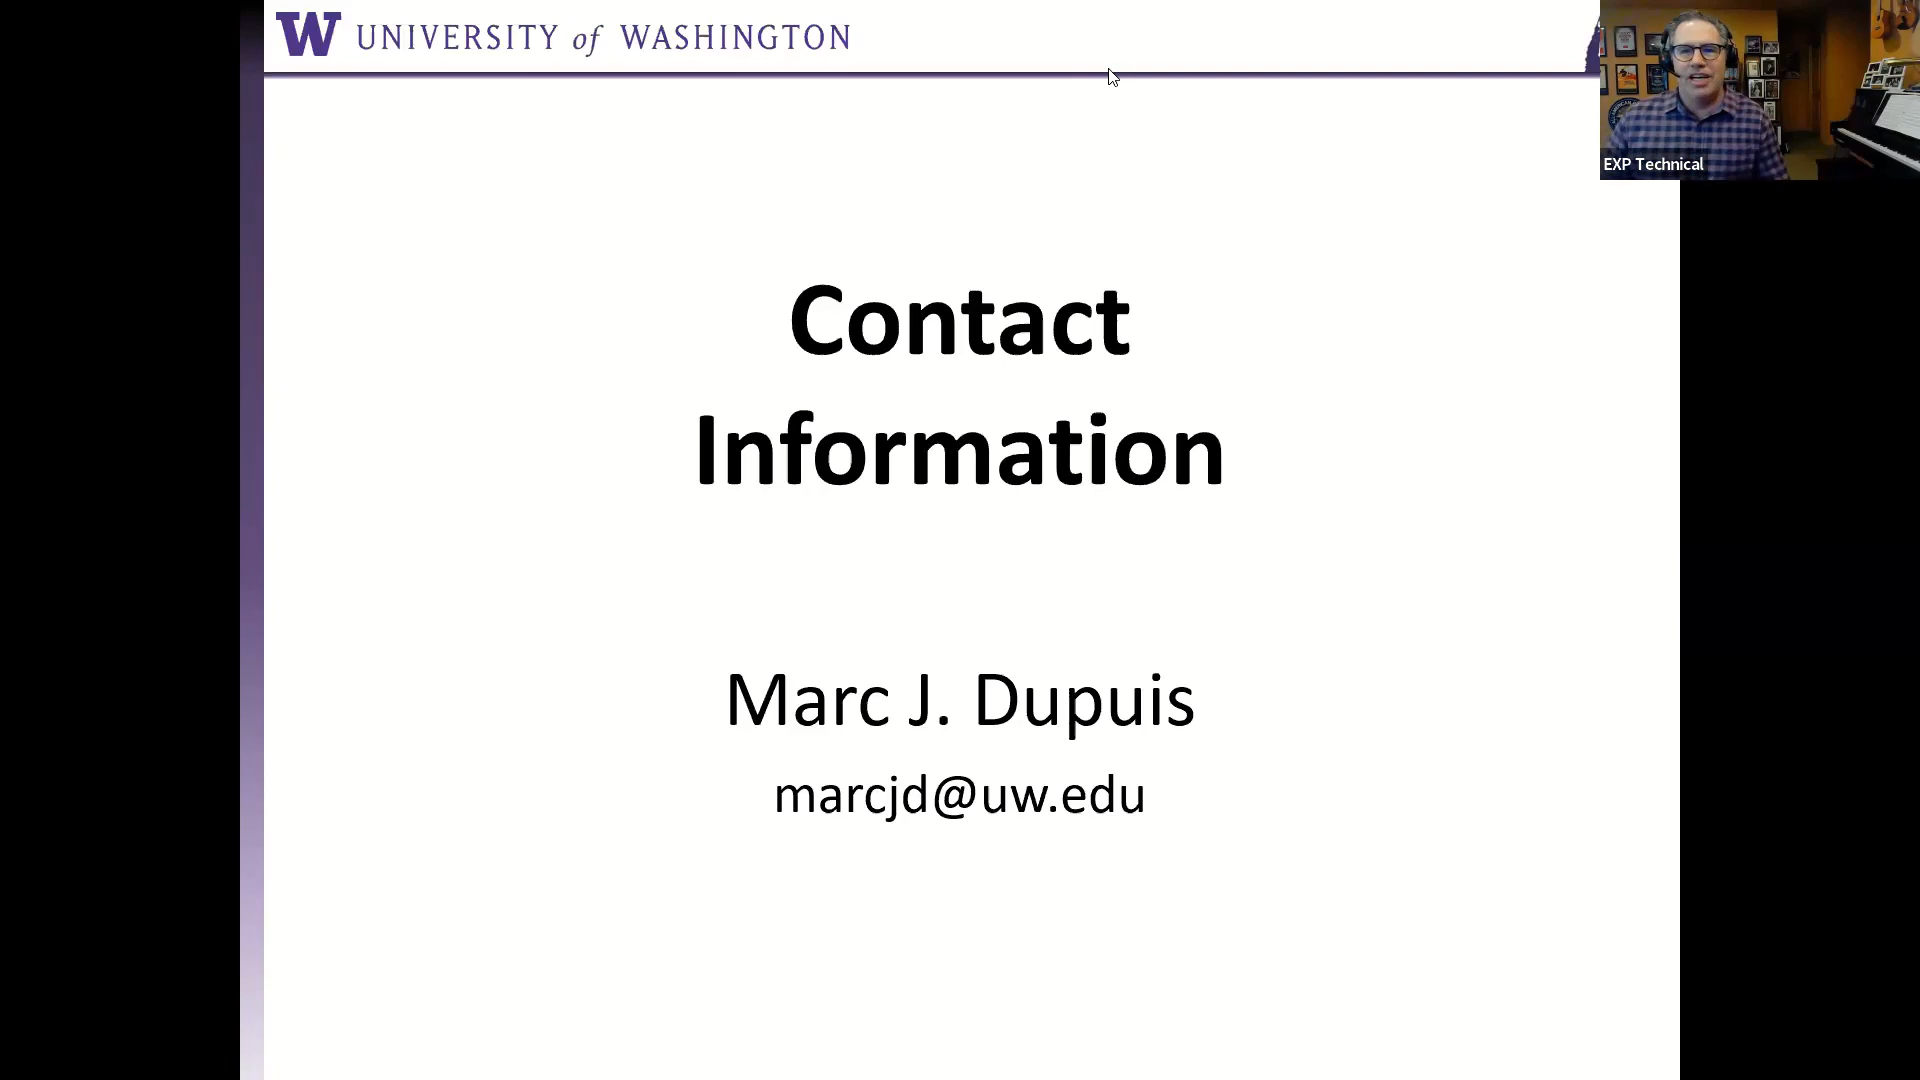 W UNIVERSITY of WASHINGTON
EXP Technical
Contact
Information
Marc J. Dupuis
marcjd@uw.edu